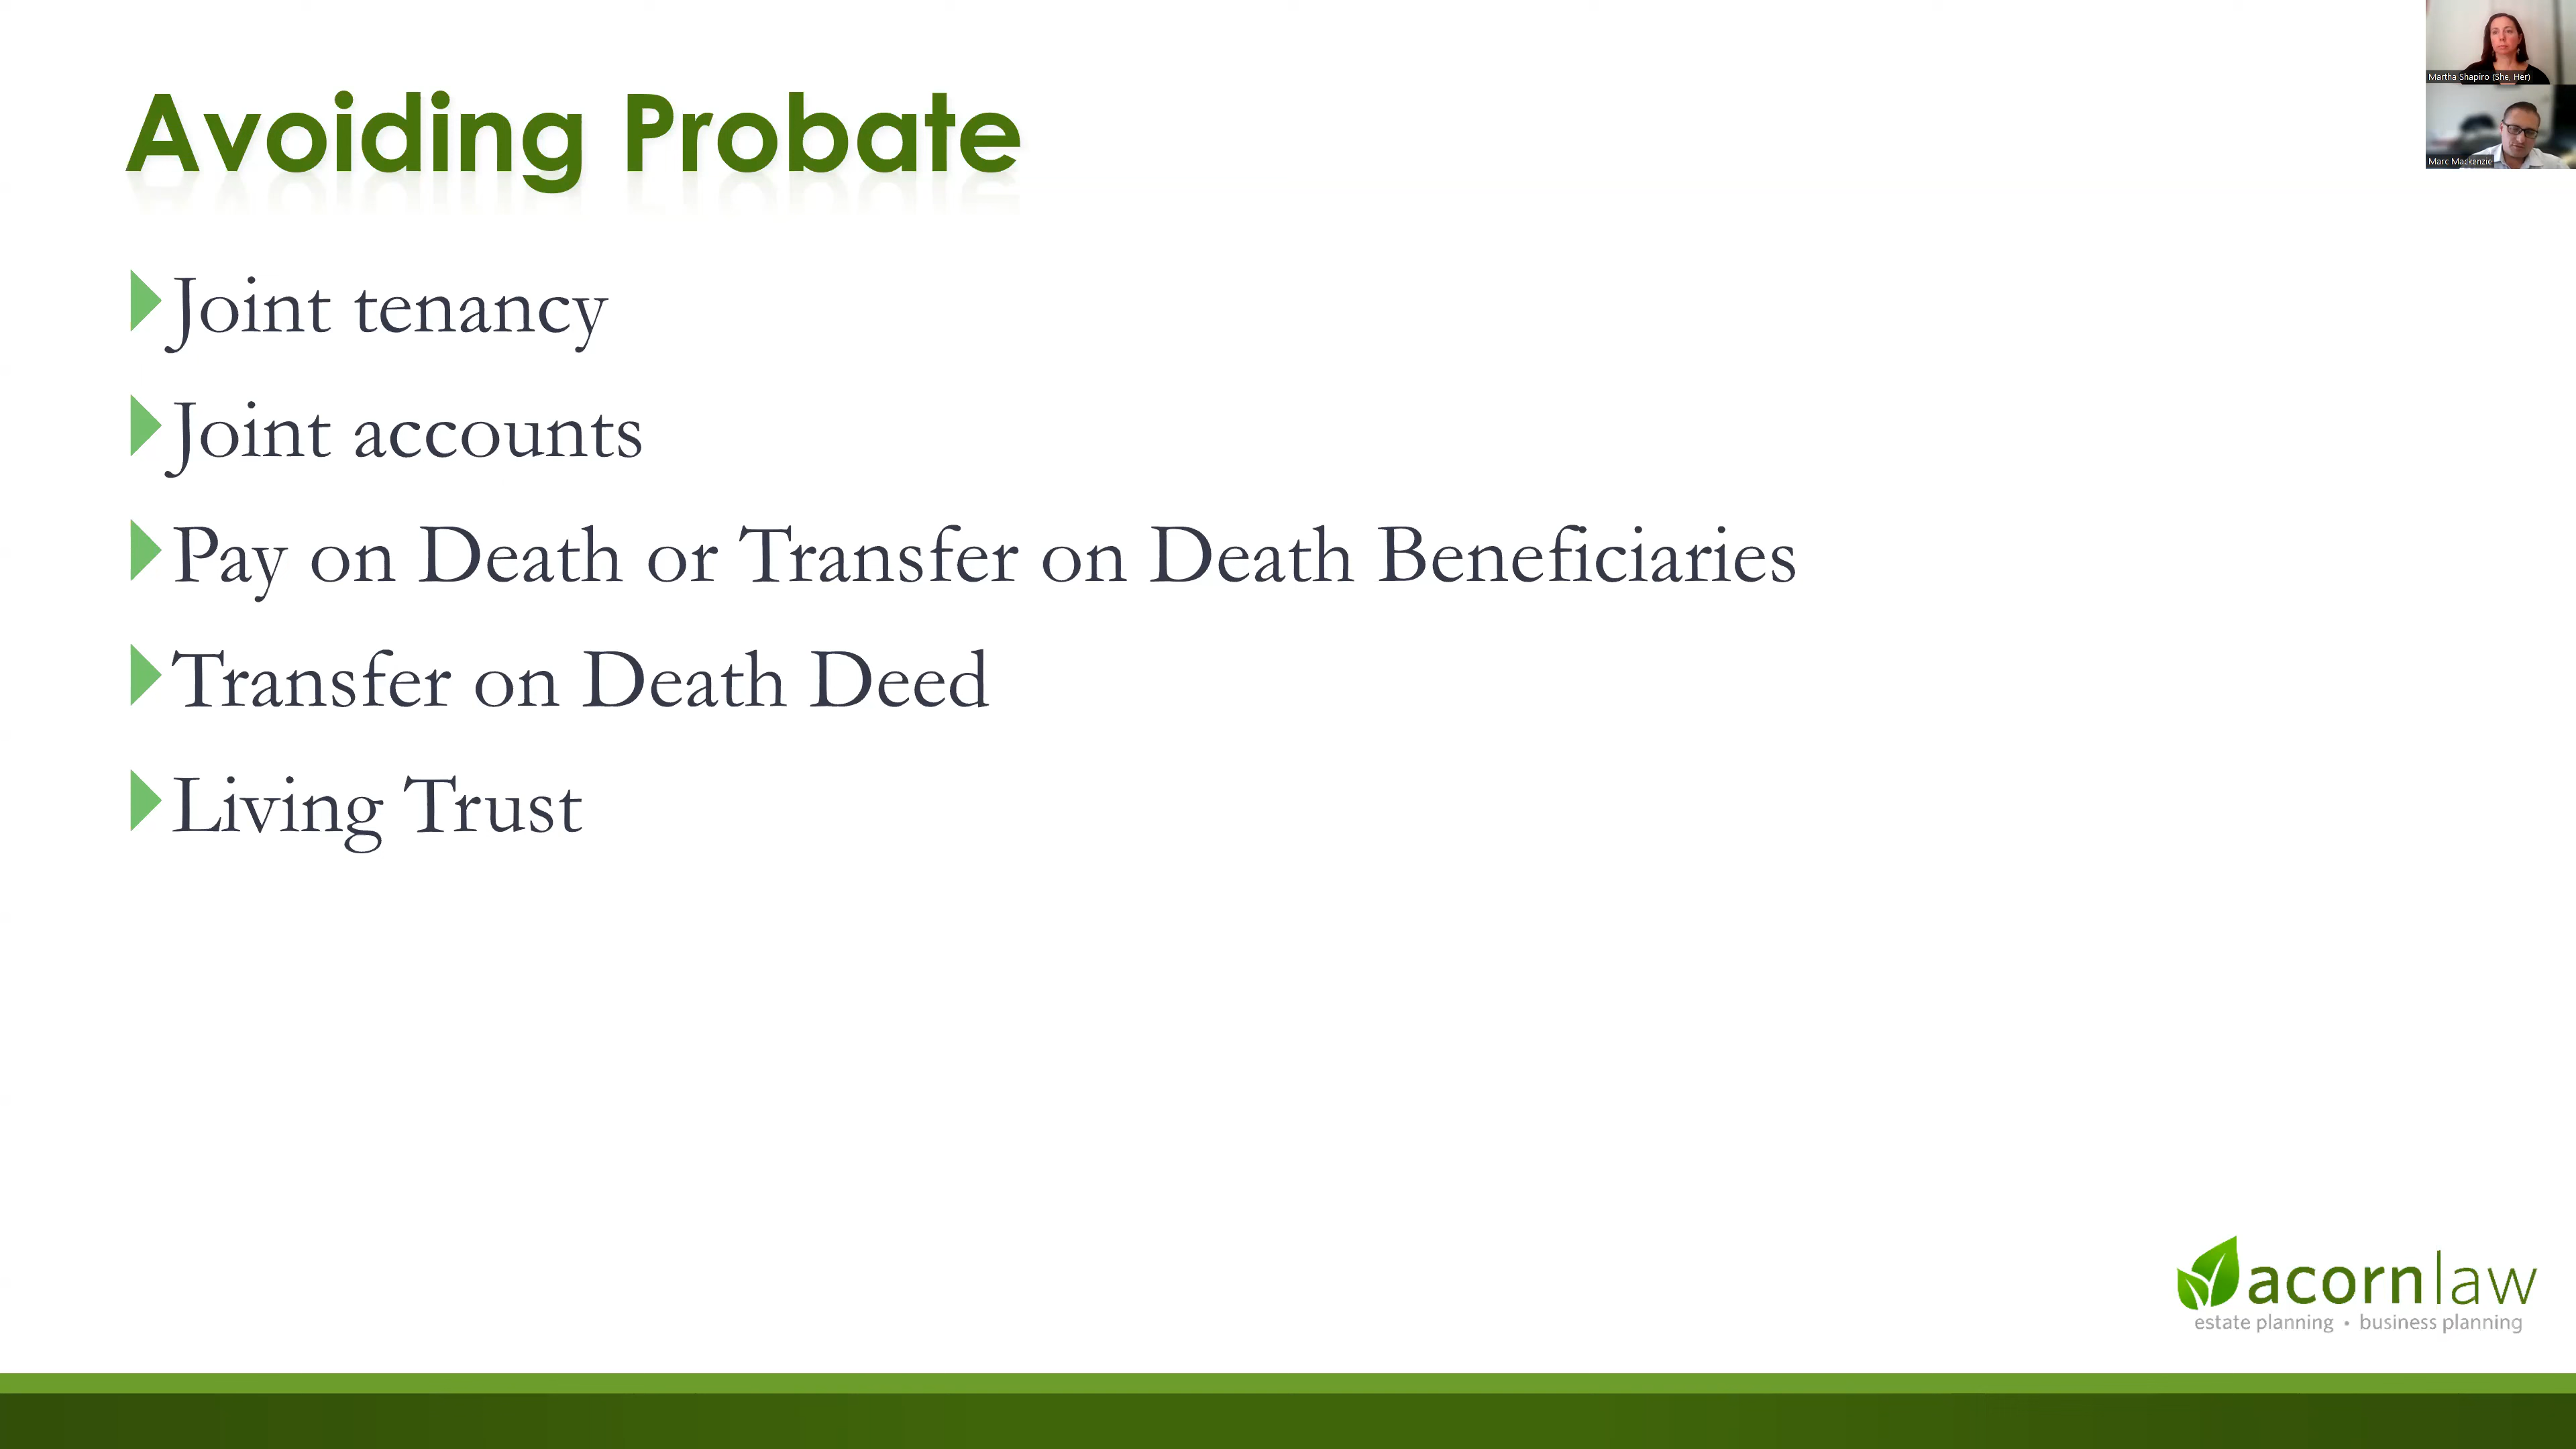 Avoiding Probate
Joint tenancy
Joint accounts
Pay on Death or Transfer on Death Beneficiaries
Transfer on Death Deed
Living Trust
Martha Shapiro (She, Her)
Marc Mackenzie
acornlaw
estate planning • business planning